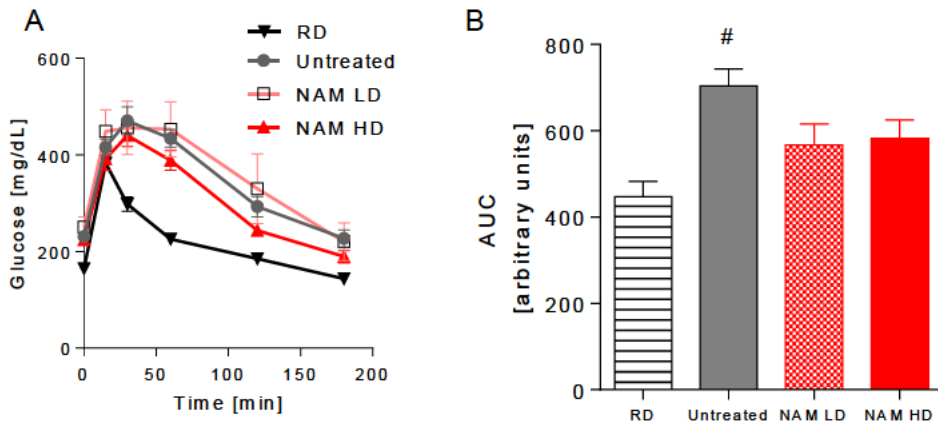 A
RD
Untreated
NAM LD
NAM HD
Glucose [mg/dL]
600
400
200
0
0
50
100
150
200
Time [min]
B
#
AUC
[arbitrary units]
800
600
400
200
0
RD
Untreated
NAM LD
NAM HD